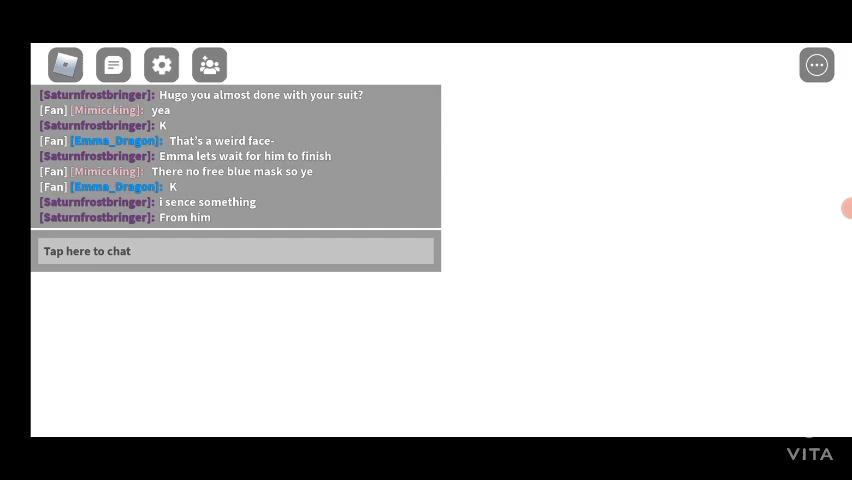 [Saturnfrostbringer]: Hugo you almost done with your suit?
[Fan] [Mimiccking]: yea
[Saturnfrostbringer]: K
[Fan] [Emma_Dragon]: That's a weird face-
[Saturnfrostbringer]: Emma lets wait for him to finish
[Fan] [Mimiccking]: There no free blue mask so ye
[Fan] [Emma_Dragon]: K
[Saturnfrostbringer]: i sence something
[Saturnfrostbringer]: From him
Tap here to chat
VITA